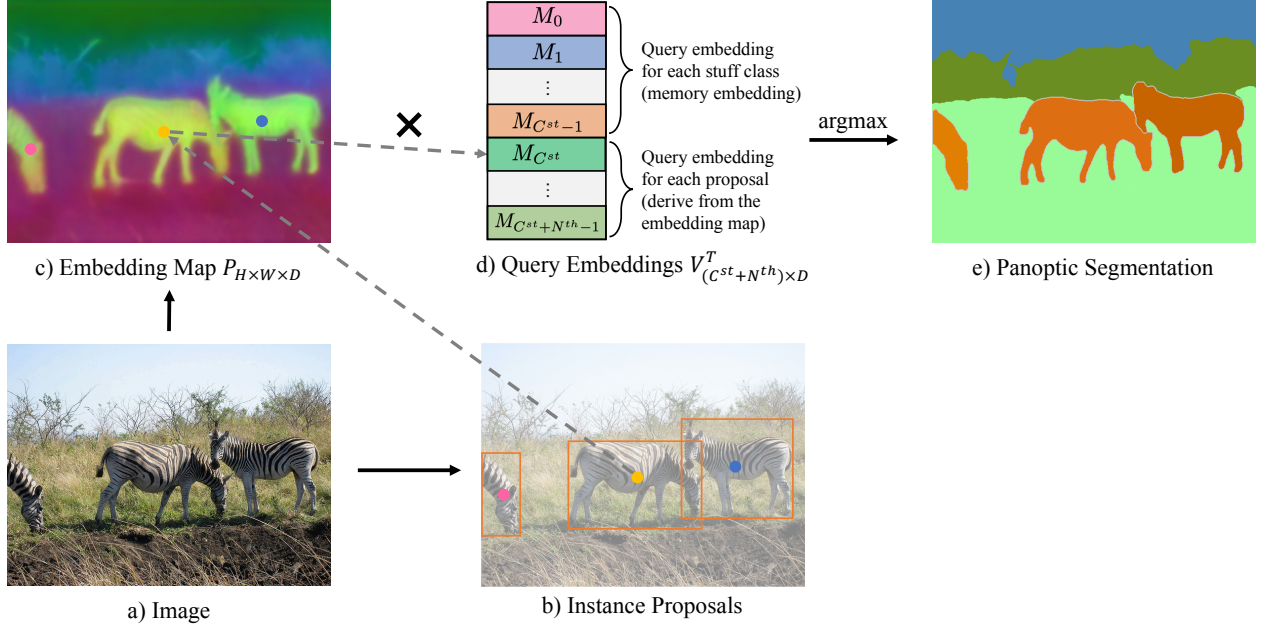 M_0
M_1
⋮
M_{C^{st}-1}
M_{C^{st}}
⋮
M_{C^{st}+N^{th}-1}
Query embedding
for each stuff class
(memory embedding)
Query embedding
for each proposal
(derive from the
embedding map)
×
argmax
c) Embedding Map P_{H×W×D}
d) Query Embeddings V^T_{(C^{st}+N^{th})×D}
e) Panoptic Segmentation
a) Image
b) Instance Proposals